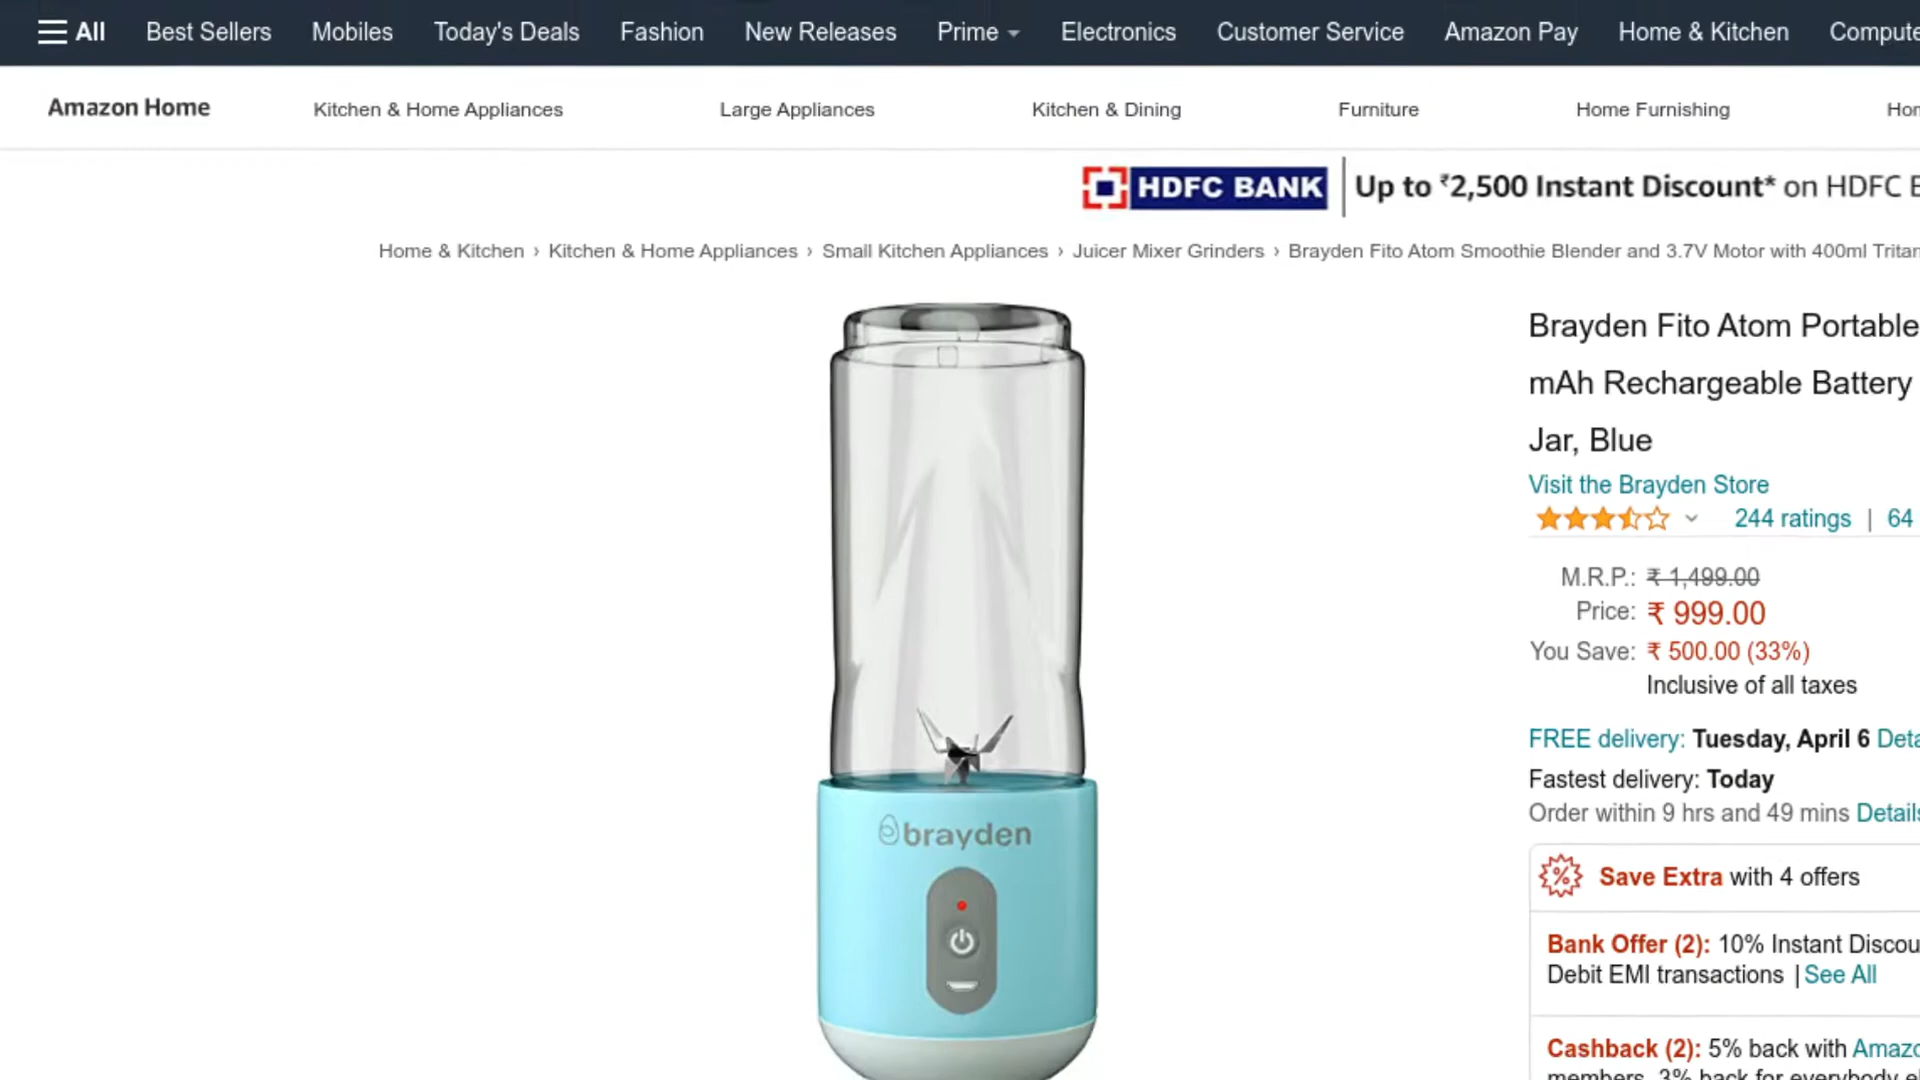 All Best Sellers Mobiles Today's Deals Fashion New Releases Prime Electronics Customer Service Amazon Pay Home & Kitchen
Amazon Home Kitchen & Home Appliances Large Appliances Kitchen & Dining Furniture Home Furnishing
HDFC BANK Up to ₹2,500 Instant Discount* on HDFC
Home & Kitchen › Kitchen & Home Appliances › Small Kitchen Appliances › Juicer Mixer Grinders › Brayden Fito Atom Smoothie Blender and 3.7V Motor with 400ml
Brayden Fito Atom Portable
mAh Rechargeable Battery
Jar, Blue
Visit the Brayden Store
244 ratings | 64
M.R.P.: ₹ 1,499.00
Price: ₹ 999.00
You Save: ₹ 500.00 (33%)
Inclusive of all taxes
FREE delivery: Tuesday, April 6
Fastest delivery: Today
Order within 9 hrs and 49 mins Details
brayden
Save Extra with 4 offers
Bank Offer (2): 10% Instant
Debit EMI transactions | See All
Cashback (2): 5% back with
members, 3% back for everybody